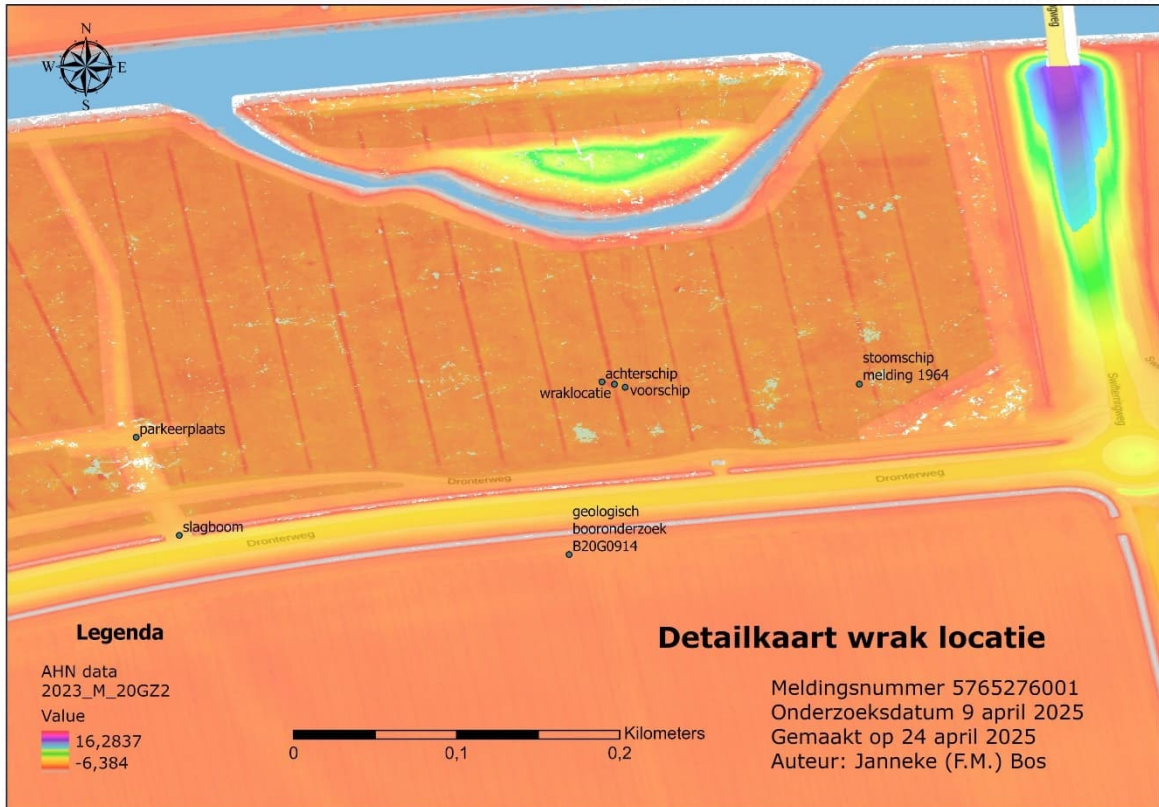 N
W E
S
ngweg
stoomschip
melding 1964
achterschip
wraklocatie
voorschip
parkeerplaats
Swifteringweg
Dronterweg
Dronterweg
slagboom
Dronterweg
geologisch
booronderzoek
B20G0914
Legenda
AHN data
2023_M_20GZ2
Value
16,2837
-6,384
0 0,1 0,2
Kilometers
Detailkaart wrak locatie
Meldingsnummer 5765276001
Onderzoeksdatum 9 april 2025
Gemaakt op 24 april 2025
Auteur: Janneke (F.M.) Bos